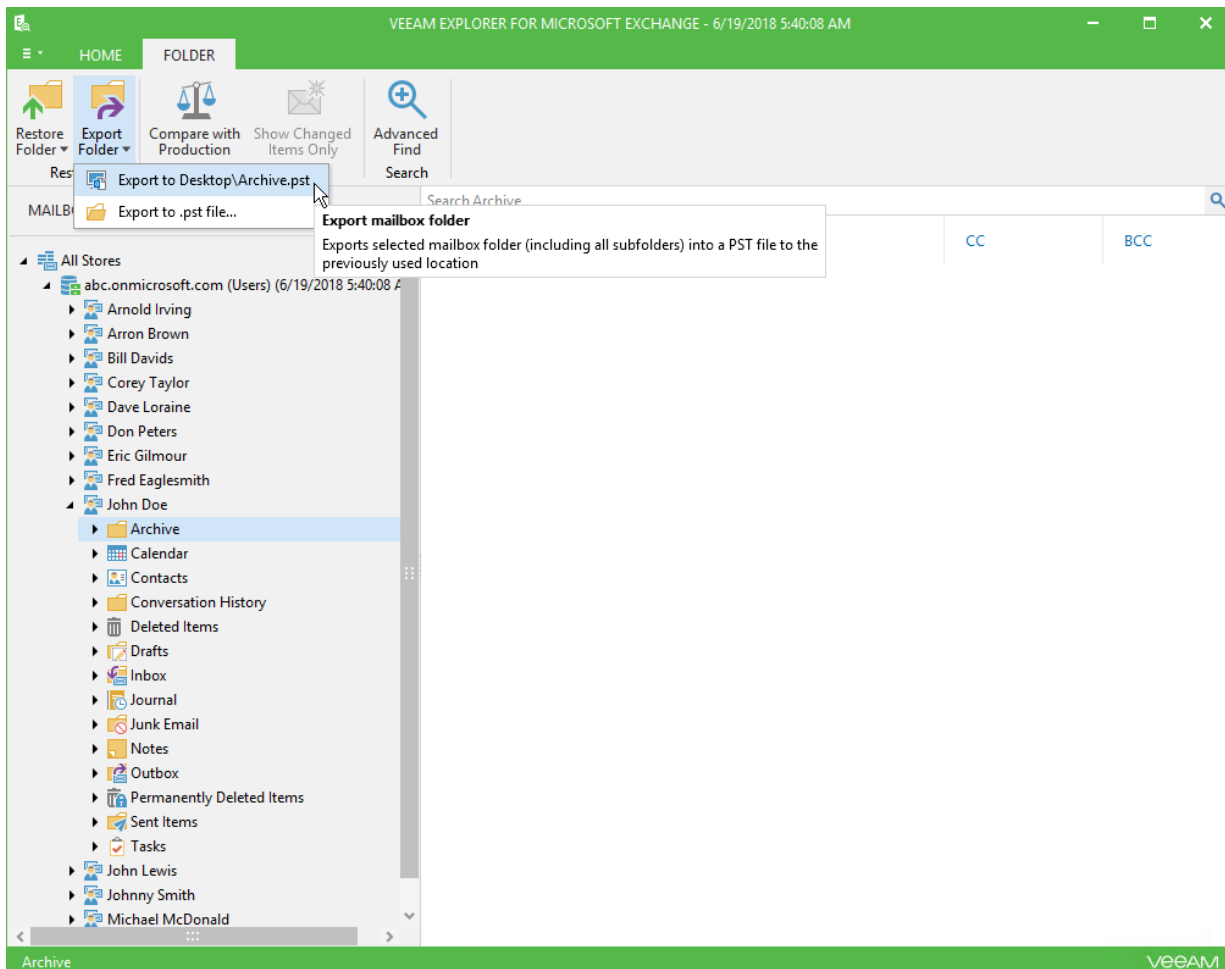 VEEAM EXPLORER FOR MICROSOFT EXCHANGE - 6/19/2018 5:40:08 AM
HOME FOLDER
Restore Folder
Export Folder
Compare with Production
Show Changed Items Only
Advanced Find
Res
Search
Export to Desktop\Archive.pst
Export to .pst file...
MAILB
Search Archive
Export mailbox folder
Exports selected mailbox folder (including all subfolders) into a PST file to the
previously used location
CC BCC
All Stores
abc.onmicrosoft.com (Users) (6/19/2018 5:40:08 A
Arnold Irving
Arron Brown
Bill Davids
Corey Taylor
Dave Loraine
Don Peters
Eric Gilmour
Fred Eaglesmith
John Doe
Archive
Calendar
Contacts
Conversation History
Deleted Items
Drafts
Inbox
Journal
Junk Email
Notes
Outbox
Permanently Deleted Items
Sent Items
Tasks
John Lewis
Johnny Smith
Michael McDonald
Archive
veeAM